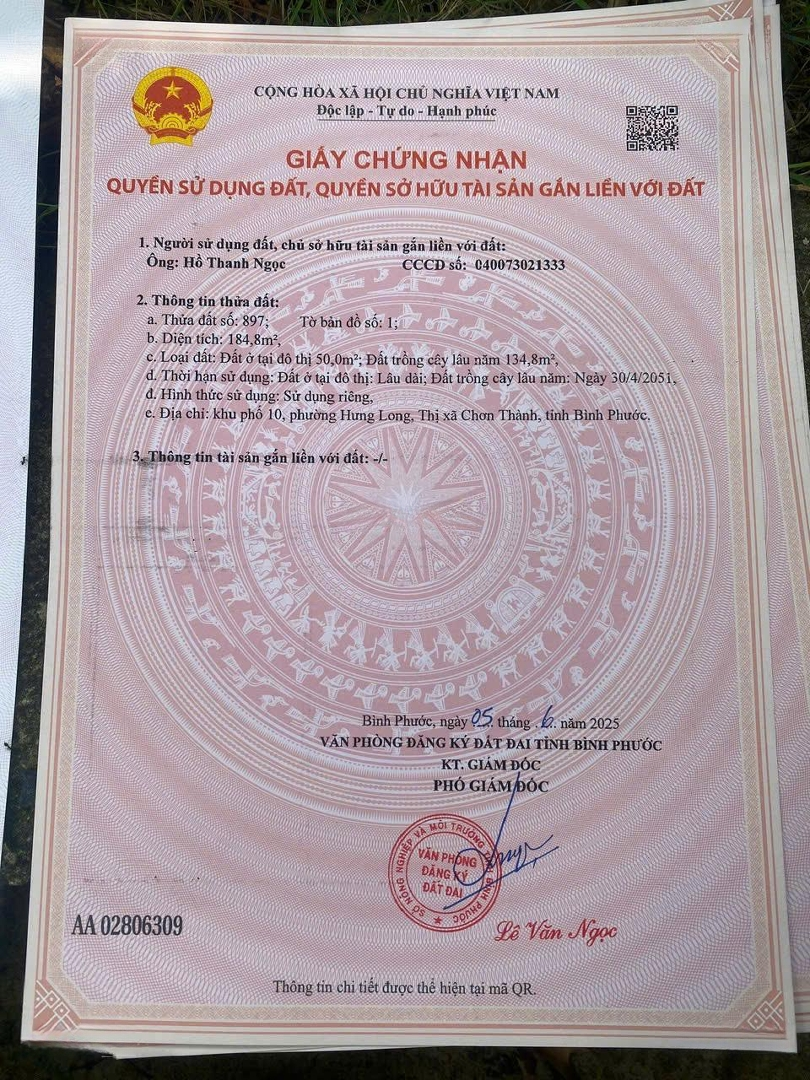 CỘNG HÒA XÃ HỘI CHỦ NGHĨA VIỆT NAM
Độc lập - Tự do - Hạnh phúc
GIẤY CHỨNG NHẬN
QUYỀN SỬ DỤNG ĐẤT, QUYỀN SỞ HỮU TÀI SẢN GẮN LIỀN VỚI ĐẤT
1. Người sử dụng đất, chủ sở hữu tài sản gắn liền với đất:
Ông: Hồ Thanh Ngọc CCCD số: 040073021333
2. Thông tin thửa đất:
a. Thửa đất số: 897; Tờ bản đồ số: 1;
b. Diện tích: 184,8m²,
c. Loại đất: Đất ở tại đô thị 50,0m²; Đất trồng cây lâu năm 134,8m²,
d. Thời hạn sử dụng: Đất ở tại đô thị: Lâu dài; Đất trồng cây lâu năm: Ngày 30/4/2051,
đ. Hình thức sử dụng: Sử dụng riêng,
e. Địa chỉ: khu phố 10, phường Hưng Long, Thị xã Chơn Thành, tỉnh Bình Phước.
3. Thông tin tài sản gắn liền với đất: -/-
Bình Phước, ngày 05 tháng 6 năm 2025
VĂN PHÒNG ĐĂNG KÝ ĐẤT ĐAI TỈNH BÌNH PHƯỚC
KT. GIÁM ĐỐC
PHÓ GIÁM ĐỐC
SỞ NÔNG NGHIỆP VÀ MÔI TRƯỜNG TỈNH BÌNH PHƯỚC
VĂN PHÒNG
ĐĂNG KÝ
ĐẤT ĐAI
AA 02806309
Lê Văn Ngọc
Thông tin chi tiết được thể hiện tại mã QR.